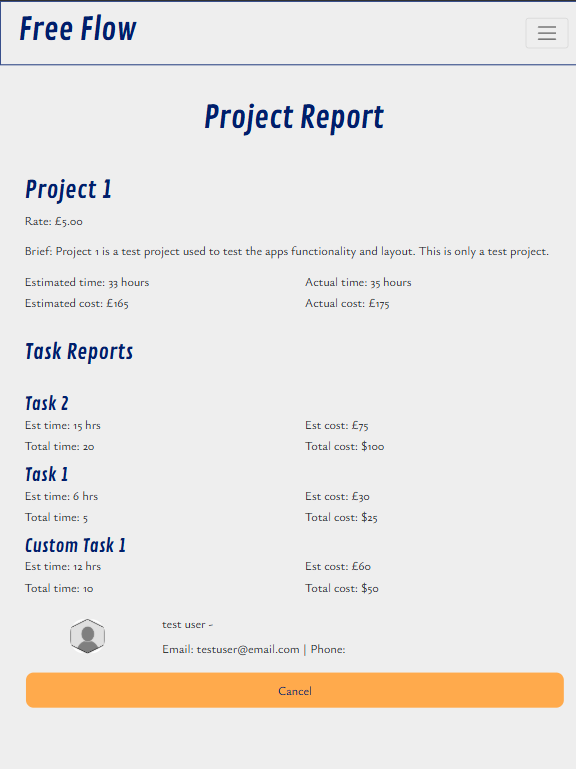 Free Flow
Project Report
Project 1
Rate: £5.00
Brief: Project 1 is a test project used to test the apps functionality and layout. This is only a test project.
Estimated time: 33 hours Actual time: 35 hours
Estimated cost: £165 Actual cost: £175
Task Reports
Task 2
Est time: 15 hrs Est cost: £75
Total time: 20 Total cost: $100
Task 1
Est time: 6 hrs Est cost: £30
Total time: 5 Total cost: $25
Custom Task 1
Est time: 12 hrs Est cost: £60
Total time: 10 Total cost: $50
test user -
Email: testuser@email.com | Phone:
Cancel